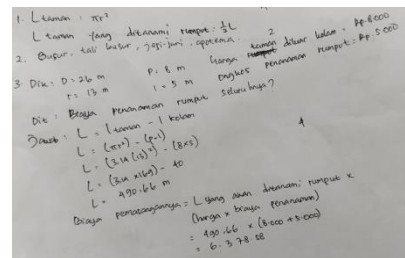 1. L taman : πr²
L taman yang ditanami rumput : ½ L
2. Busur, tali busur, jari-jari, apotema. 2
3 Dik : D = 26 m P : 8 m Harga taman diluar kolam = Rp. 8.000
r = 13 m l = 5 m ongkos penanaman rumput = Rp 5.000
Dit : Biaya penanaman rumput seluruhnya ?
Jawab : L = L taman - L kolam
L = (πr²) - (p.l)
L = (3,14 (13)²) - (8x5)
L = (3,14 x 169) - 40
L = 490.66 m
Biaya pemasangannya = L yang akan ditanami rumput x
(harga x biaya penanaman)
= 490.66 x (8.000 + 5.000)
= 6.378.58